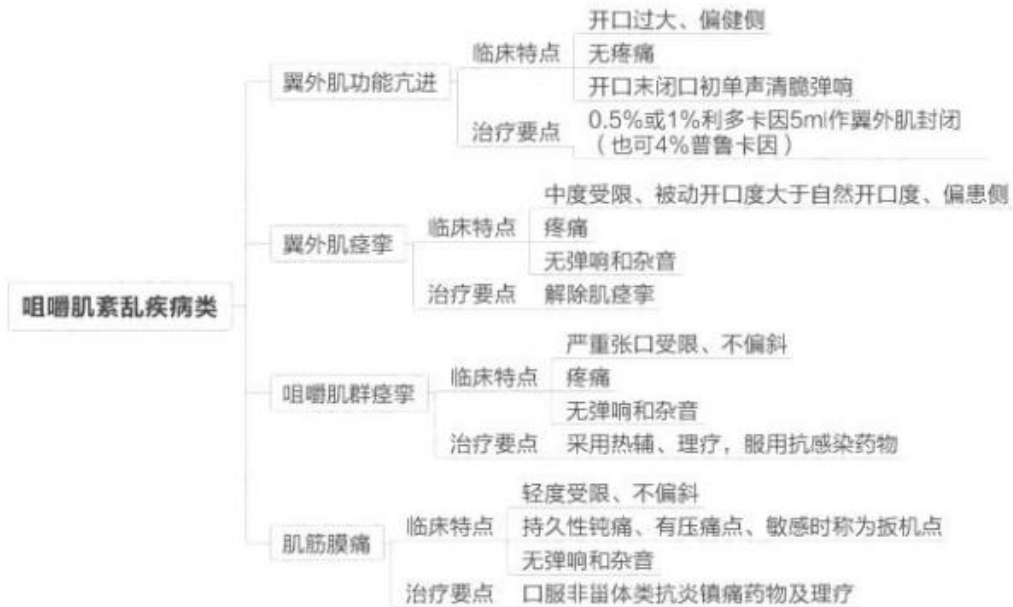 咀嚼肌紊乱疾病类
翼外肌功能亢进
临床特点
开口过大、偏健侧
无疼痛
开口末闭口初单声清脆弹响
治疗要点
0.5%或1%利多卡因5ml作翼外肌封闭
（也可4%普鲁卡因）
翼外肌痉挛
临床特点
中度受限、被动开口度大于自然开口度、偏患侧
疼痛
无弹响和杂音
治疗要点
解除肌痉挛
咀嚼肌群痉挛
临床特点
严重张口受限、不偏斜
疼痛
无弹响和杂音
治疗要点
采用热辅、理疗，服用抗感染药物
肌筋膜痛
临床特点
轻度受限、不偏斜
持久性钝痛、有压痛点、敏感时称为扳机点
无弹响和杂音
治疗要点
口服非甾体类抗炎镇痛药物及理疗